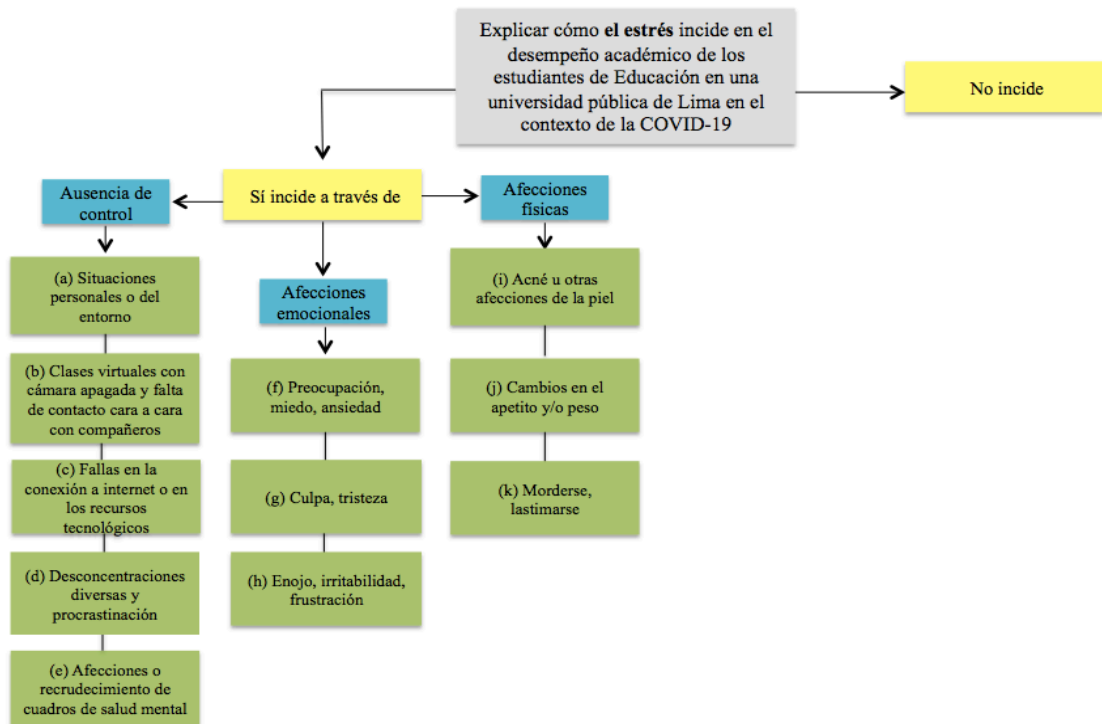 Explicar cómo el estrés incide en el
desempeño académico de los
estudiantes de Educación en una
universidad pública de Lima en el
contexto de la COVID-19
No incide
Ausencia de
control
Sí incide a través de
Afecciones
físicas
(a) Situaciones
personales o del
entorno
(b) Clases virtuales con
cámara apagada y falta
de contacto cara a cara
con compañeros
(c) Fallas en la
conexión a internet o en
los recursos
tecnológicos
(d) Desconcentraciones
diversas y
procrastinación
(e) Afecciones o
recrudecimiento de
cuadros de salud mental
Afecciones
emocionales
(f) Preocupación,
miedo, ansiedad
(g) Culpa, tristeza
(h) Enojo, irritabilidad,
frustración
(i) Acné u otras
afecciones de la piel
(j) Cambios en el
apetito y/o peso
(k) Morderse,
lastimarse